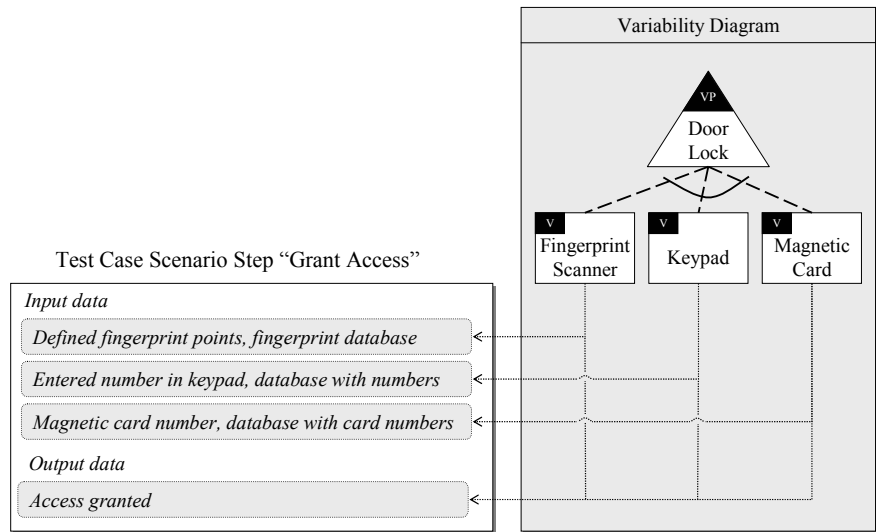 Variability Diagram
VP
Door
Lock
V
Fingerprint
Scanner
V
Keypad
V
Magnetic
Card
Test Case Scenario Step “Grant Access”
Input data
Defined fingerprint points, fingerprint database
Entered number in keypad, database with numbers
Magnetic card number, database with card numbers
Output data
Access granted